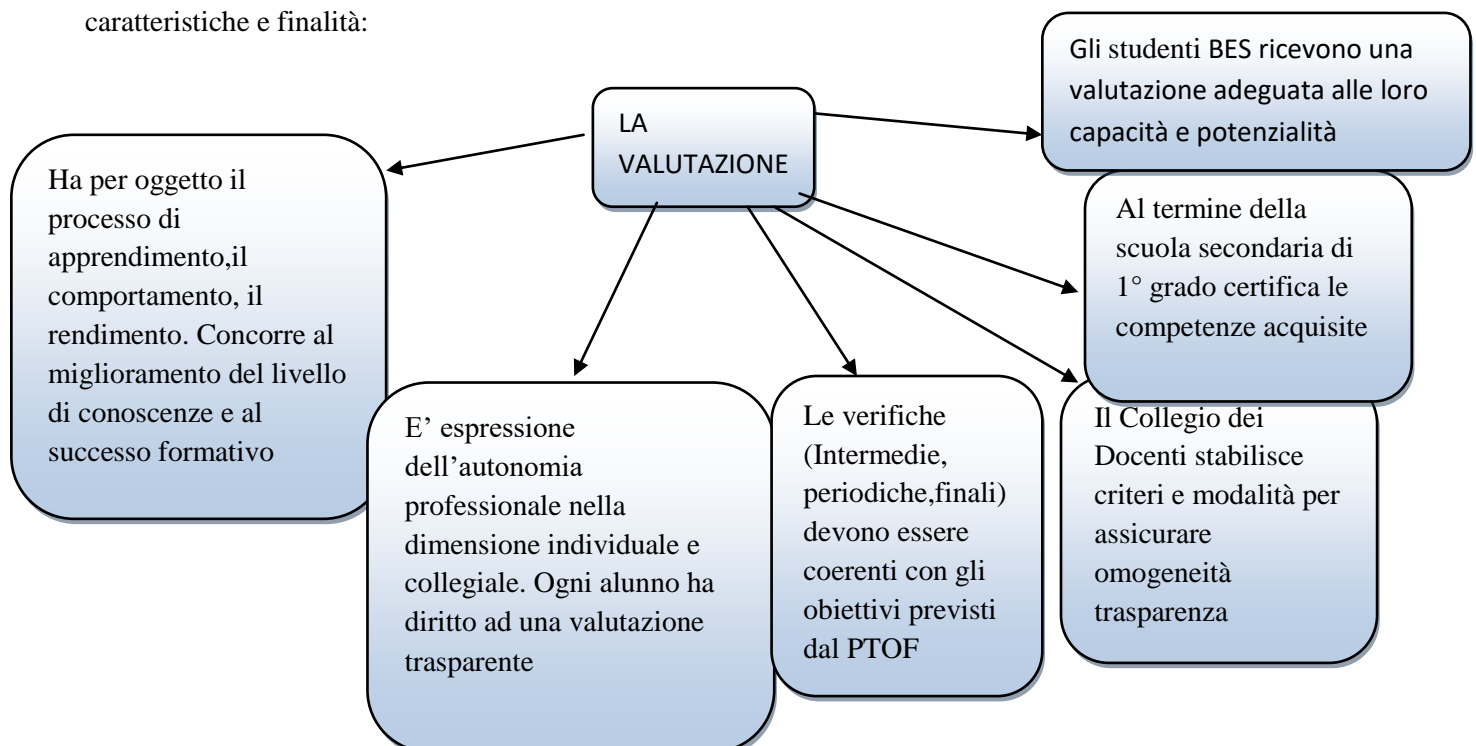 caratteristiche e finalità:
LA
VALUTAZIONE
Gli studenti BES ricevono una
valutazione adeguata alle loro
capacità e potenzialità
Ha per oggetto il
processo di
apprendimento,il
comportamento, il
rendimento. Concorre al
miglioramento del livello
di conoscenze e al
successo formativo
Al termine della
scuola secondaria di
1° grado certifica le
competenze acquisite
E’ espressione
dell’autonomia
professionale nella
dimensione individuale e
collegiale. Ogni alunno ha
diritto ad una valutazione
trasparente
Le verifiche
(Intermedie,
periodiche,finali)
devono essere
coerenti con gli
obiettivi previsti
dal PTOF
Il Collegio dei
Docenti stabilisce
criteri e modalità per
assicurare
omogeneità
trasparenza